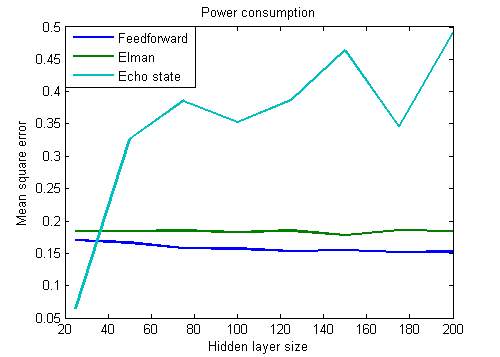 Power consumption
Feedforward
Elman
Echo state
Mean square error
0.5
0.45
0.4
0.35
0.3
0.25
0.2
0.15
0.1
0.05
20 40 60 80 100 120 140 160 180 200
Hidden layer size